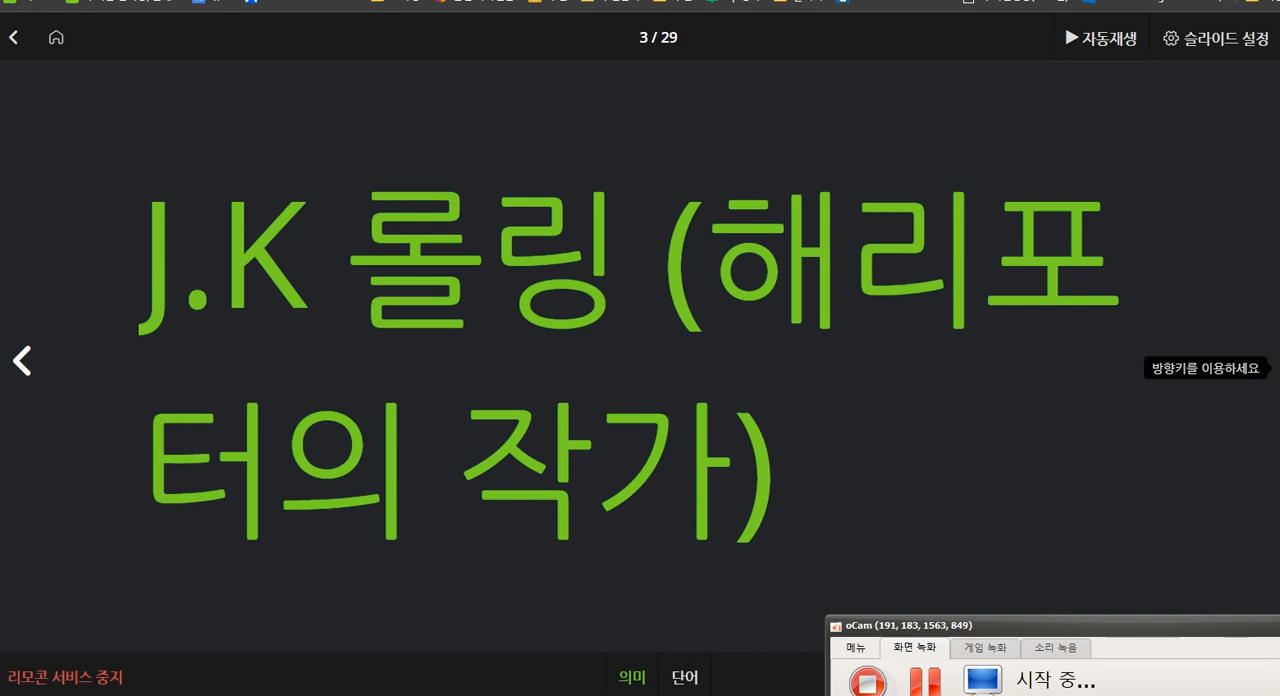 3 / 29
▶ 자동재생
슬라이드 설정
J.K 롤링 (해리포
터의 작가)
방향키를 이용하세요
리모콘 서비스 중지
의미
단어
oCam (191, 183, 1563, 849)
메뉴
화면 녹화
게임 녹화
소리 녹음
시작 중...